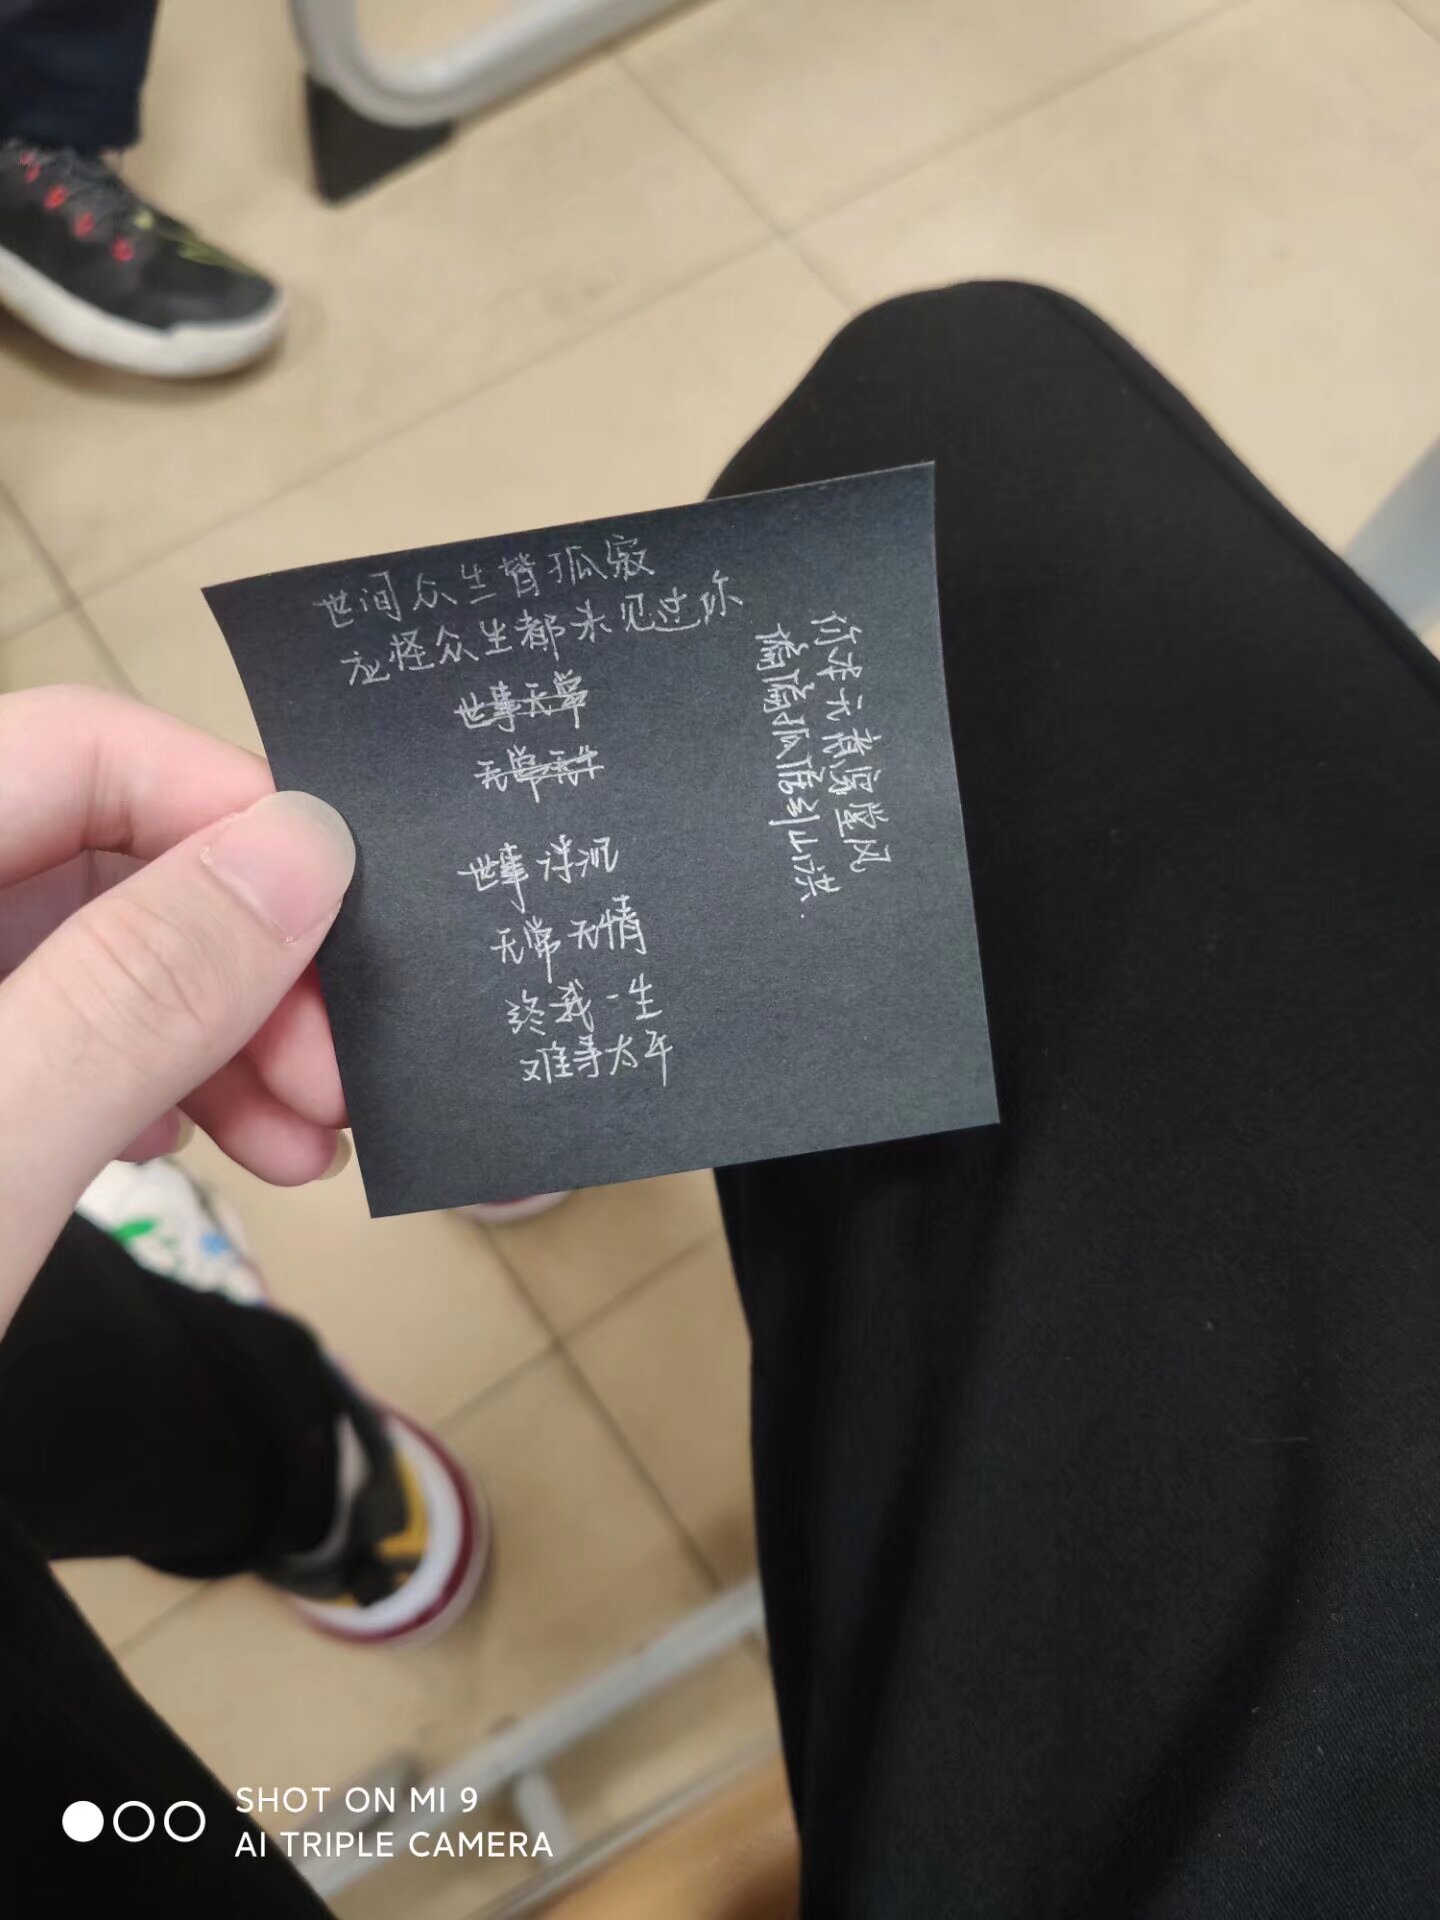 世间众生皆孤寂
应怪众生都未见过你
世事无常
无常无生
世事浮沉
无常无情
终我一生
难寻太平
你本无意穿堂风
偏偏孤倨引山洪
SHOT ON MI 9
AI TRIPLE CAMERA